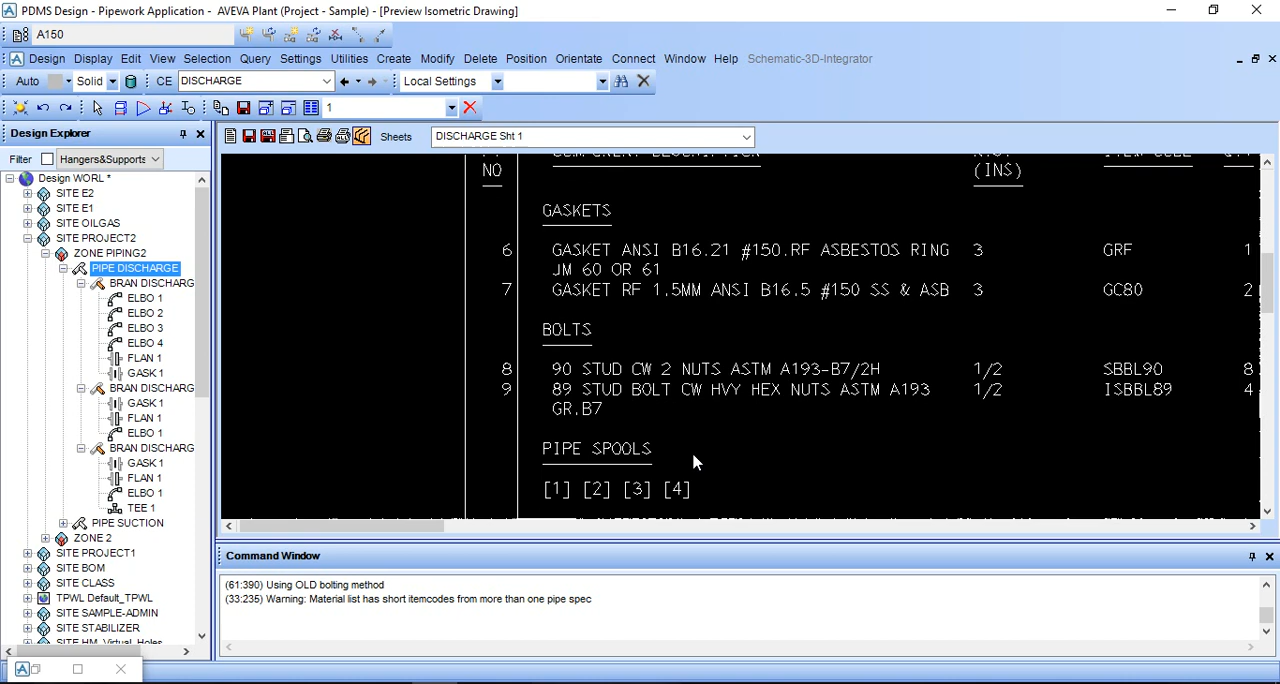 PDMS Design - Pipework Application - AVEVA Plant (Project - Sample) - [Preview Isometric Drawing]
A150
Design Display Edit View Selection Query Settings Utilities Create Modify Delete Position Orientate Connect Window Help Schematic-3D-Integrator
Auto Solid CE DISCHARGE Local Settings
1
Design Explorer
Filter Hangers&Supports
Sheets DISCHARGE Sht 1
Design WORL *
SITE E2
SITE E1
SITE OILGAS
SITE PROJECT2
ZONE PIPING2
PIPE DISCHARGE
BRAN DISCHARG
ELBO 1
ELBO 2
ELBO 3
ELBO 4
FLAN 1
GASK 1
BRAN DISCHARG
GASK 1
FLAN 1
ELBO 1
BRAN DISCHARG
GASK 1
FLAN 1
ELBO 1
TEE 1
PIPE SUCTION
ZONE 2
SITE PROJECT1
SITE BOM
SITE CLASS
TPWL Default_TPWL
SITE SAMPLE-ADMIN
SITE STABILIZER
SITE HM_Virtual_Holes
NO (INS)
GASKETS
6 GASKET ANSI B16.21 #150.RF ASBESTOS RING 3 GRF 1
JM 60 OR 61
7 GASKET RF 1.5MM ANSI B16.5 #150 SS & ASB 3 GC80 2
BOLTS
8 90 STUD CW 2 NUTS ASTM A193-B7/2H 1/2 SBBL90 8
9 89 STUD BOLT CW HVY HEX NUTS ASTM A193 1/2 ISBBL89 4
GR.B7
PIPE SPOOLS
[1] [2] [3] [4]
Command Window
(61:390) Using OLD bolting method
(33:235) Warning: Material list has short itemcodes from more than one pipe spec